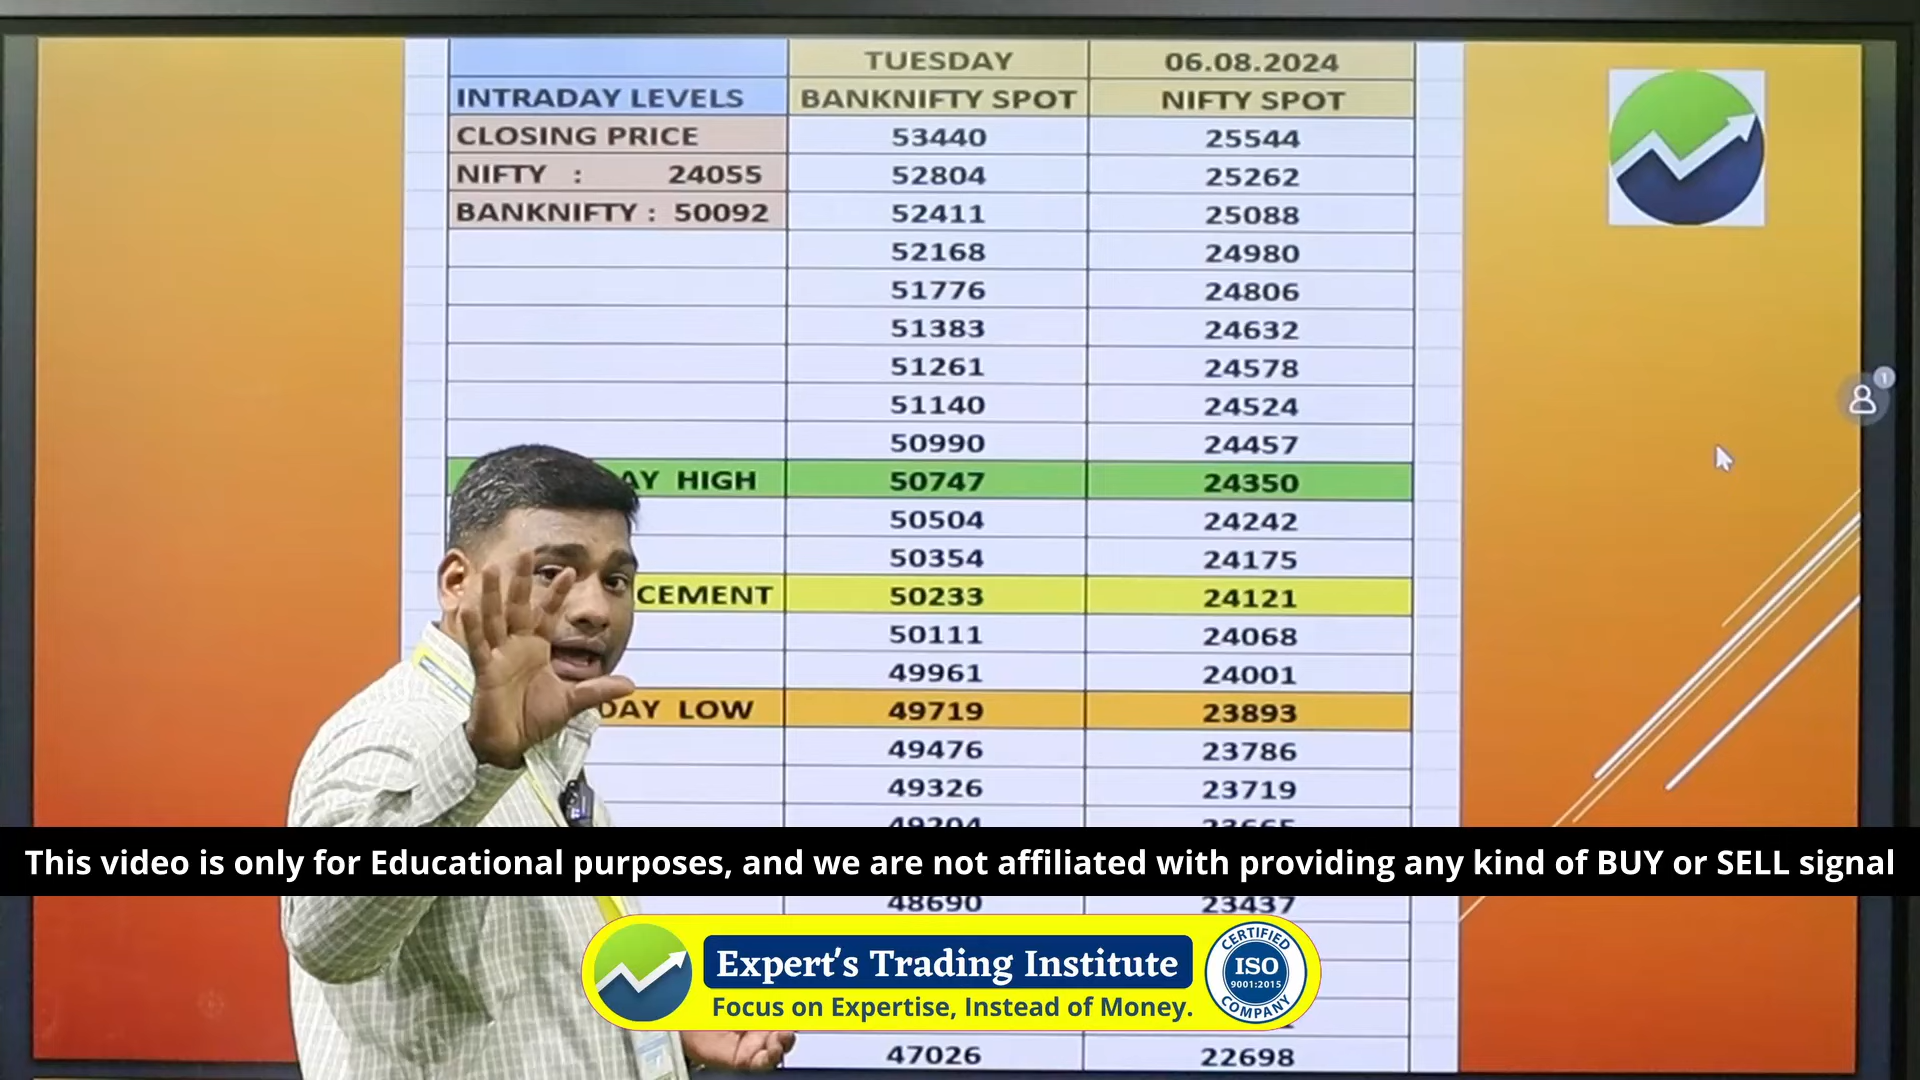 TUESDAY 06.08.2024
INTRADAY LEVELS BANKNIFTY SPOT NIFTY SPOT
CLOSING PRICE 53440 25544
NIFTY : 24055 52804 25262
BANKNIFTY : 50092 52411 25088
52168 24980
51776 24806
51383 24632
51261 24578
51140 24524
50990 24457
AY HIGH 50747 24350
50504 24242
50354 24175
CEMENT 50233 24121
50111 24068
49961 24001
DAY LOW 49719 23893
49476 23786
49326 23719
49204 23665
This video is only for Educational purposes, and we are not affiliated with providing any kind of BUY or SELL signal
48690 23437
Expert's Trading Institute
Focus on Expertise, Instead of Money.
CERTIFIED
ISO
9001:2015
COMPANY
47026 22698
1